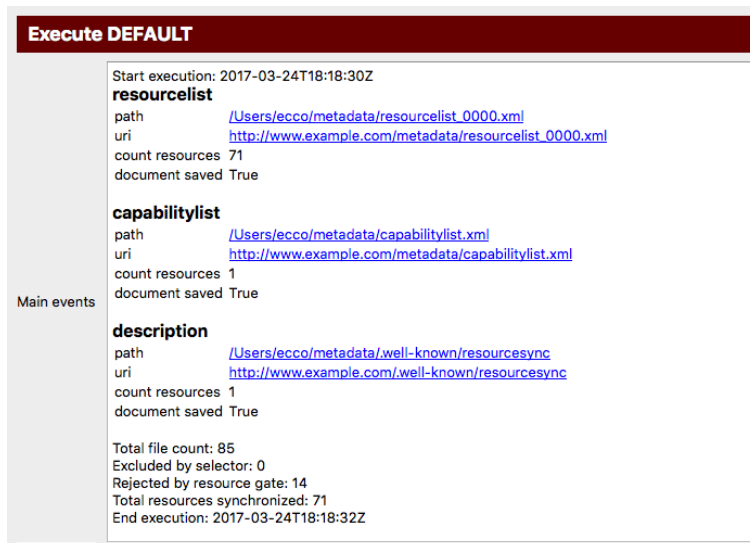 Execute DEFAULT
Start execution: 2017-03-24T18:18:30Z
resourcelist
path /Users/ecco/metadata/resourcelist_0000.xml
uri http://www.example.com/metadata/resourcelist_0000.xml
count resources 71
document saved True
capabilitylist
path /Users/ecco/metadata/capabilitylist.xml
uri http://www.example.com/metadata/capabilitylist.xml
count resources 1
document saved True
Main events
description
path /Users/ecco/metadata/.well-known/resourcesync
uri http://www.example.com/.well-known/resourcesync
count resources 1
document saved True
Total file count: 85
Excluded by selector: 0
Rejected by resource gate: 14
Total resources synchronized: 71
End execution: 2017-03-24T18:18:32Z